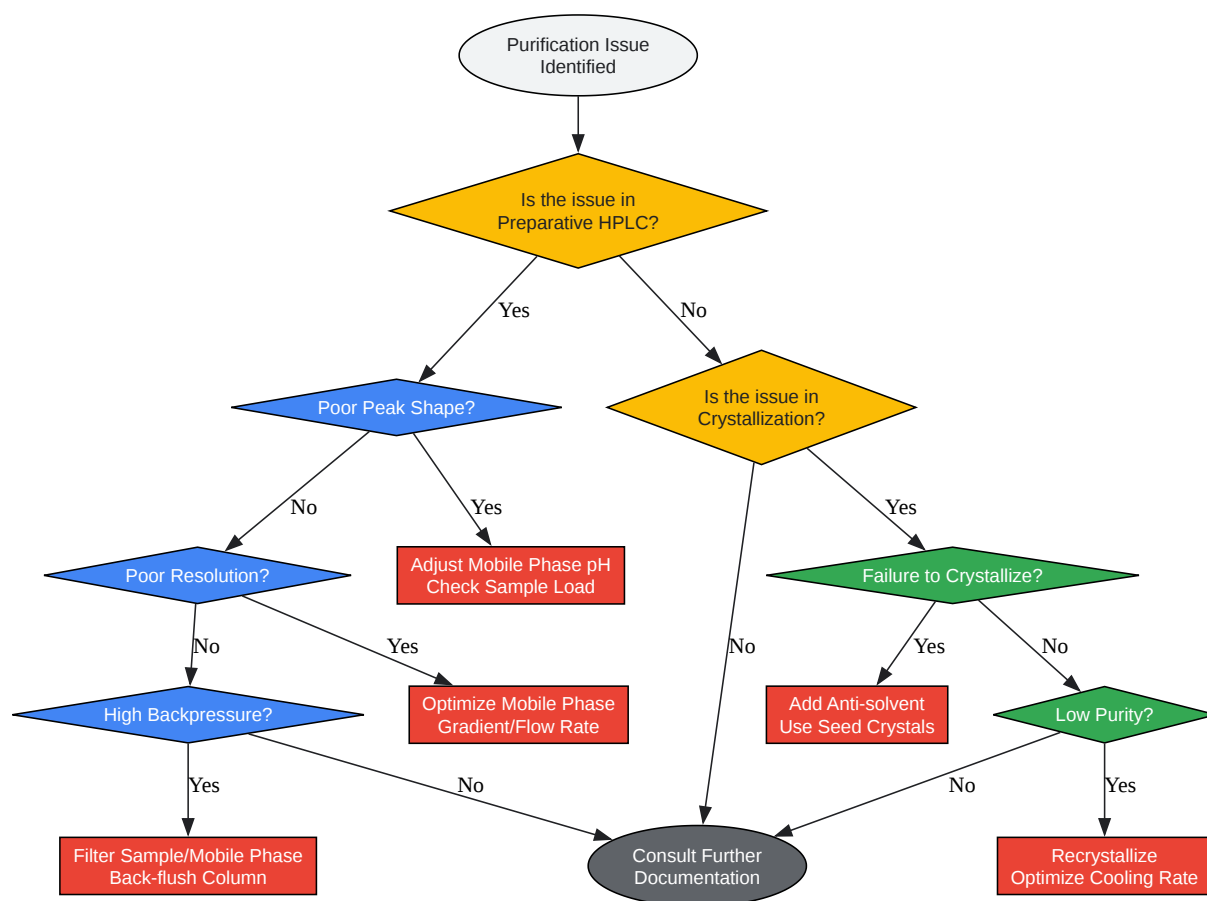 Purification Issue
Identified
Is the issue in
Preparative HPLC?
Yes
No
Poor Peak Shape?
Is the issue in
Crystallization?
No
Yes
Yes
Poor Resolution?
Adjust Mobile Phase pH
Check Sample Load
Failure to Crystallize?
No
Yes
No
Yes
No
High Backpressure?
Optimize Mobile Phase
Gradient/Flow Rate
Add Anti-solvent
Use Seed Crystals
Low Purity?
Yes
No
No
Yes
Filter Sample/Mobile Phase
Back-flush Column
Consult Further
Documentation
Recrystallize
Optimize Cooling Rate